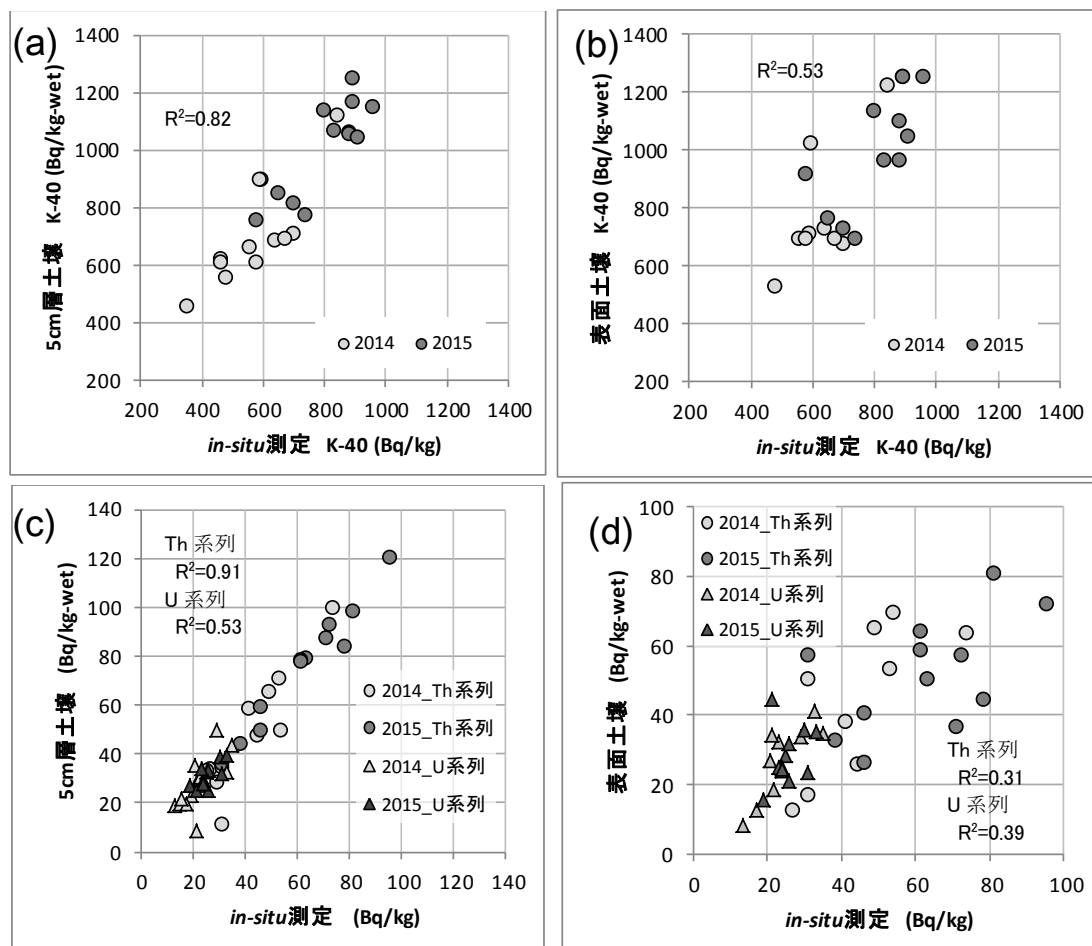 (a)
R²=0.82
5cm層土壌 K-40 (Bq/kg-wet)
1400
1200
1000
800
600
400
200
2014
2015
200 400 600 800 1000 1200 1400
in-situ測定 K-40 (Bq/kg)
(b)
R²=0.53
表面土壌 K-40 (Bq/kg-wet)
1400
1200
1000
800
600
400
200
2014
2015
200 400 600 800 1000 1200 1400
in-situ測定 K-40 (Bq/kg)
(c)
Th 系列
R²=0.91
U 系列
R²=0.53
5cm層土壌 (Bq/kg-wet)
140
120
100
80
60
40
20
0
2014_Th系列
2015_Th系列
2014_U系列
2015_U系列
0 20 40 60 80 100 120 140
in-situ測定 (Bq/kg)
(d)
2014_Th系列
2015_Th系列
2014_U系列
2015_U系列
表面土壌 (Bq/kg-wet)
100
80
60
40
20
0
Th 系列
R²=0.31
U 系列
R²=0.39
0 20 40 60 80 100
in-situ測定 (Bq/kg)